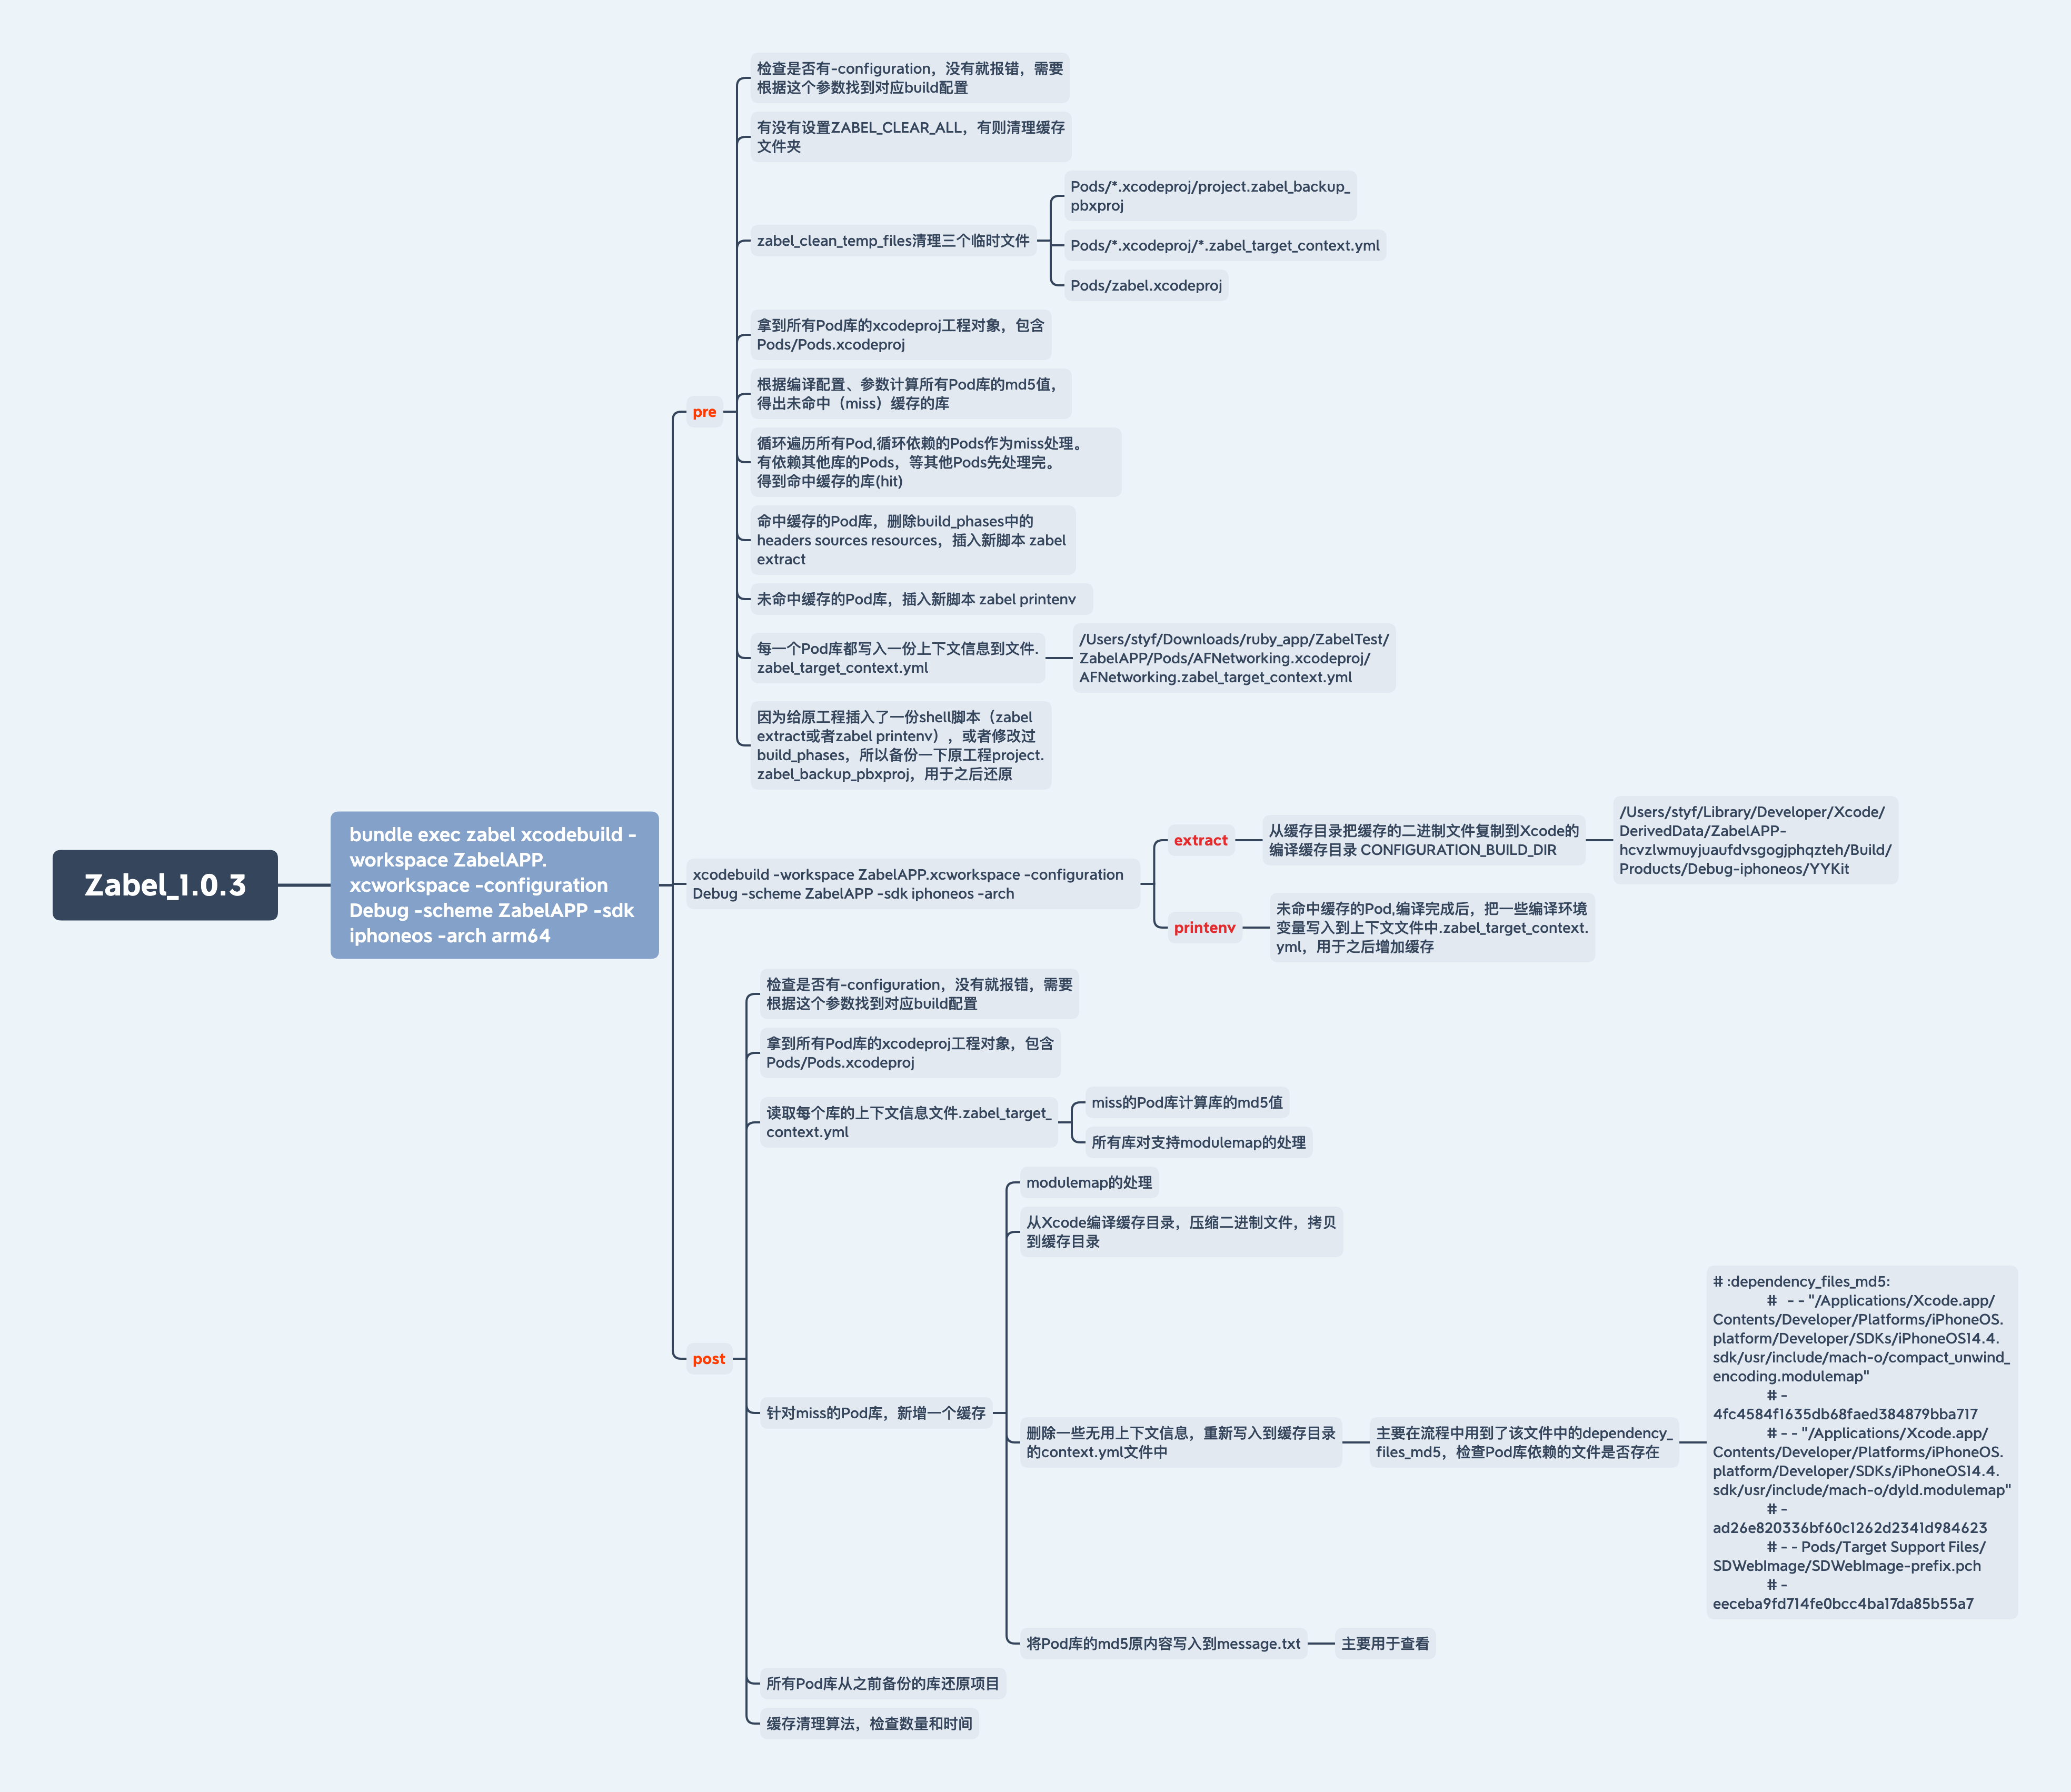 Zabel_1.0.3
bundle exec zabel xcodebuild -
workspace ZabelAPP.
xcworkspace -configuration
Debug -scheme ZabelAPP -sdk
iphoneos -arch arm64
pre
检查是否有-configuration，没有就报错，需要
根据这个参数找到对应build配置
有没有设置ZABEL_CLEAR_ALL，有则清理缓存
文件夹
zabel_clean_temp_files清理三个临时文件
Pods/*.xcodeproj/project.zabel_backup_
pbxproj
Pods/*.xcodeproj/*.zabel_target_context.yml
Pods/zabel.xcodeproj
拿到所有Pod库的xcodeproj工程对象，包含
Pods/Pods.xcodeproj
根据编译配置、参数计算所有Pod库的md5值，
得出未命中（miss）缓存的库
循环遍历所有Pod,循环依赖的Pods作为miss处理。
有依赖其他库的Pods，等其他Pods先处理完。
得到命中缓存的库(hit)
命中缓存的Pod库，删除build_phases中的
headers sources resources，插入新脚本 zabel
extract
未命中缓存的Pod库，插入新脚本 zabel printenv
每一个Pod库都写入一份上下文信息到文件.
zabel_target_context.yml
/Users/styf/Downloads/ruby_app/ZabelTest/
ZabelAPP/Pods/AFNetworking.xcodeproj/
AFNetworking.zabel_target_context.yml
因为给原工程插入了一份shell脚本（zabel
extract或者zabel printenv），或者修改过
build_phases，所以备份一下原工程project.
zabel_backup_pbxproj，用于之后还原
xcodebuild -workspace ZabelAPP.xcworkspace -configuration
Debug -scheme ZabelAPP -sdk iphoneos -arch
extract
从缓存目录把缓存的二进制文件复制到Xcode的
编译缓存目录 CONFIGURATION_BUILD_DIR
/Users/styf/Library/Developer/Xcode/
DerivedData/ZabelAPP-
hcvzlwmuyjuaufdvsgogjphqzteh/Build/
Products/Debug-iphoneos/YYKit
printenv
未命中缓存的Pod,编译完成后，把一些编译环境
变量写入到上下文文件中.zabel_target_context.
yml，用于之后增加缓存
post
检查是否有-configuration，没有就报错，需要
根据这个参数找到对应build配置
拿到所有Pod库的xcodeproj工程对象，包含
Pods/Pods.xcodeproj
读取每个库的上下文信息文件.zabel_target_
context.yml
miss的Pod库计算库的md5值
所有库对支持modulemap的处理
针对miss的Pod库，新增一个缓存
modulemap的处理
从Xcode编译缓存目录，压缩二进制文件，拷贝
到缓存目录
删除一些无用上下文信息，重新写入到缓存目录
的context.yml文件中
主要在流程中用到了该文件中的dependency_
files_md5，检查Pod库依赖的文件是否存在
# :dependency_files_md5:
#   - - "/Applications/Xcode.app/
Contents/Developer/Platforms/iPhoneOS.
platform/Developer/SDKs/iPhoneOS14.4.
sdk/usr/include/mach-o/compact_unwind_
encoding.modulemap"
# -
4fc4584f1635db68faed384879bba717
# - - "/Applications/Xcode.app/
Contents/Developer/Platforms/iPhoneOS.
platform/Developer/SDKs/iPhoneOS14.4.
sdk/usr/include/mach-o/dyld.modulemap"
# -
ad26e820336bf60c1262d2341d984623
# - - Pods/Target Support Files/
SDWebImage/SDWebImage-prefix.pch
# -
eeceba9fd714fe0bcc4ba17da85b55a7
将Pod库的md5原内容写入到message.txt
主要用于查看
所有Pod库从之前备份的库还原项目
缓存清理算法，检查数量和时间